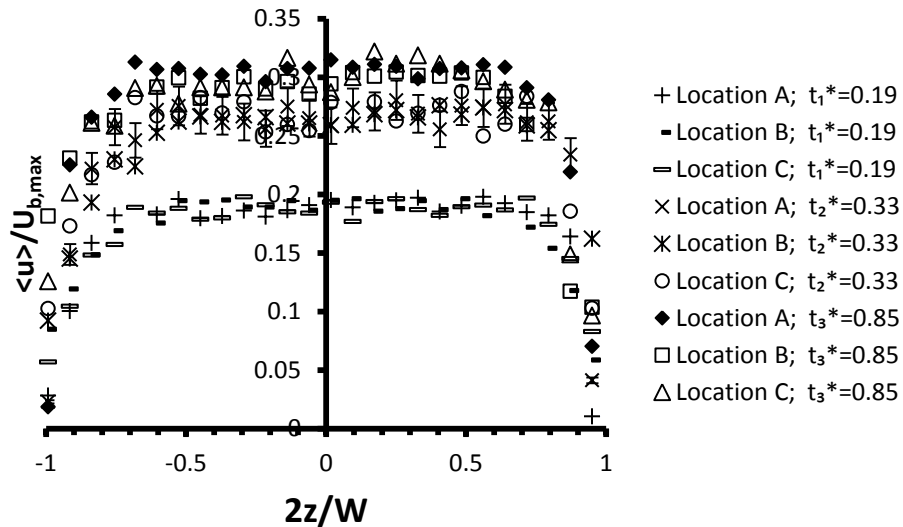 0.35
0.3
0.25
0.2
0.15
0.1
0.05
0
-1
-0.5
0
0.5
1
<u>/U_b,max
2z/W
Location A; t₁*=0.19
Location B; t₁*=0.19
Location C; t₁*=0.19
Location A; t₂*=0.33
Location B; t₂*=0.33
Location C; t₂*=0.33
Location A; t₃*=0.85
Location B; t₃*=0.85
Location C; t₃*=0.85